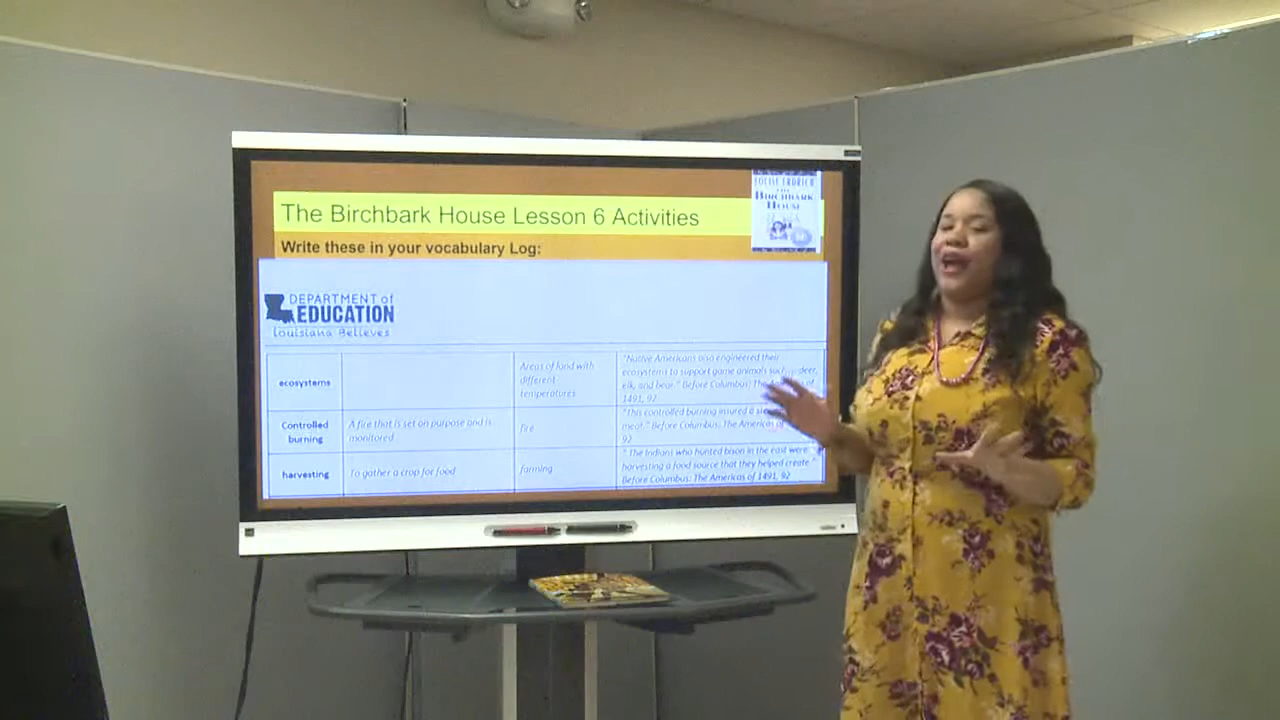 LOUISE ERDRICH
THE
BIRCHBARK
HOUSE
The Birchbark House Lesson 6 Activities
Write these in your vocabulary Log:
DEPARTMENT of
EDUCATION
Louisiana Believes
ecosystems
Areas of land with
different
temperatures
"Native Americans also engineered their
ecosystems to support game animals such deer,
elk, and bear." Before Columbus: The of
1491, 92
Controlled
burning
A fire that is set on purpose and is
monitored
fire
"This controlled burning insured a
meat." Before Columbus: The Americas of
92
harvesting
To gather a crop for food
farming
"The Indians who hunted bison in the east were
harvesting a food source that they helped create."
Before Columbus: The Americas of 1491, 92